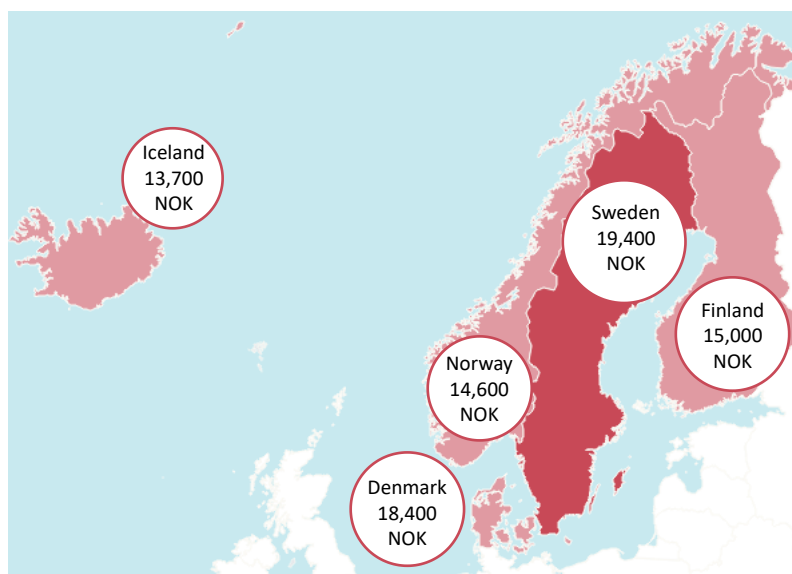 Iceland
13,700
NOK
Sweden
19,400
NOK
Finland
15,000
NOK
Norway
14,600
NOK
Denmark
18,400
NOK